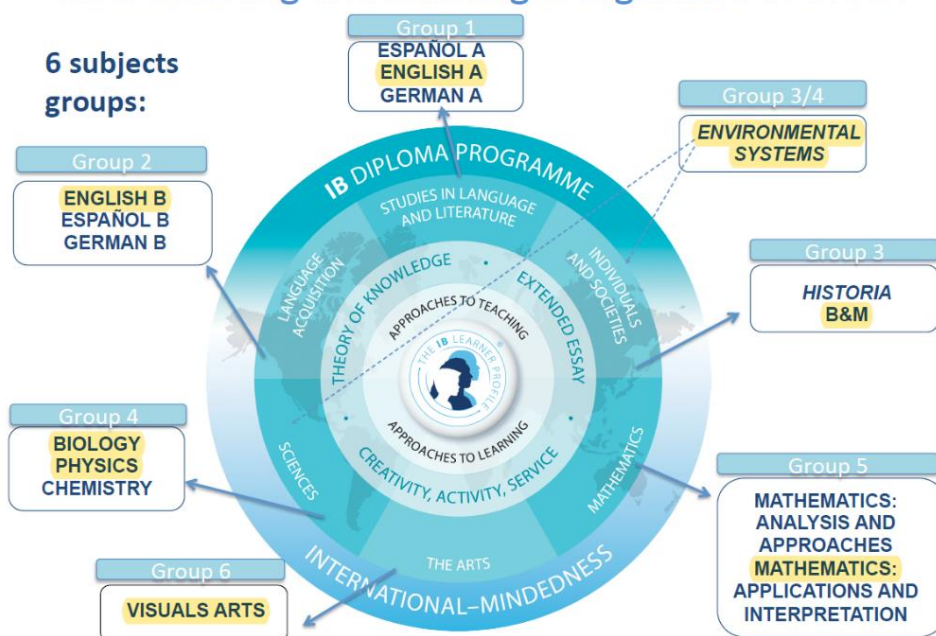 6 subjects
groups:
Group 1
ESPAÑOL A
ENGLISH A
GERMAN A
Group 3/4
ENVIRONMENTAL
SYSTEMS
Group 2
ENGLISH B
ESPAÑOL B
GERMAN B
Group 3
HISTORIA
B&M
Group 4
BIOLOGY
PHYSICS
CHEMISTRY
Group 5
MATHEMATICS:
ANALYSIS AND
APPROACHES
MATHEMATICS:
APPLICATIONS AND
INTERPRETATION
Group 6
VISUALS ARTS
IB DIPLOMA PROGRAMME
STUDIES IN LANGUAGE
AND LITERATURE
LANGUAGE
ACQUISITION
INDIVIDUALS
AND SOCIETIES
THEORY OF KNOWLEDGE
EXTENDED ESSAY
APPROACHES TO TEACHING
THE IB LEARNER PROFILE
APPROACHES TO LEARNING
CREATIVITY, ACTIVITY, SERVICE
SCIENCES
MATHEMATICS
THE ARTS
INTERNATIONAL–MINDEDNESS